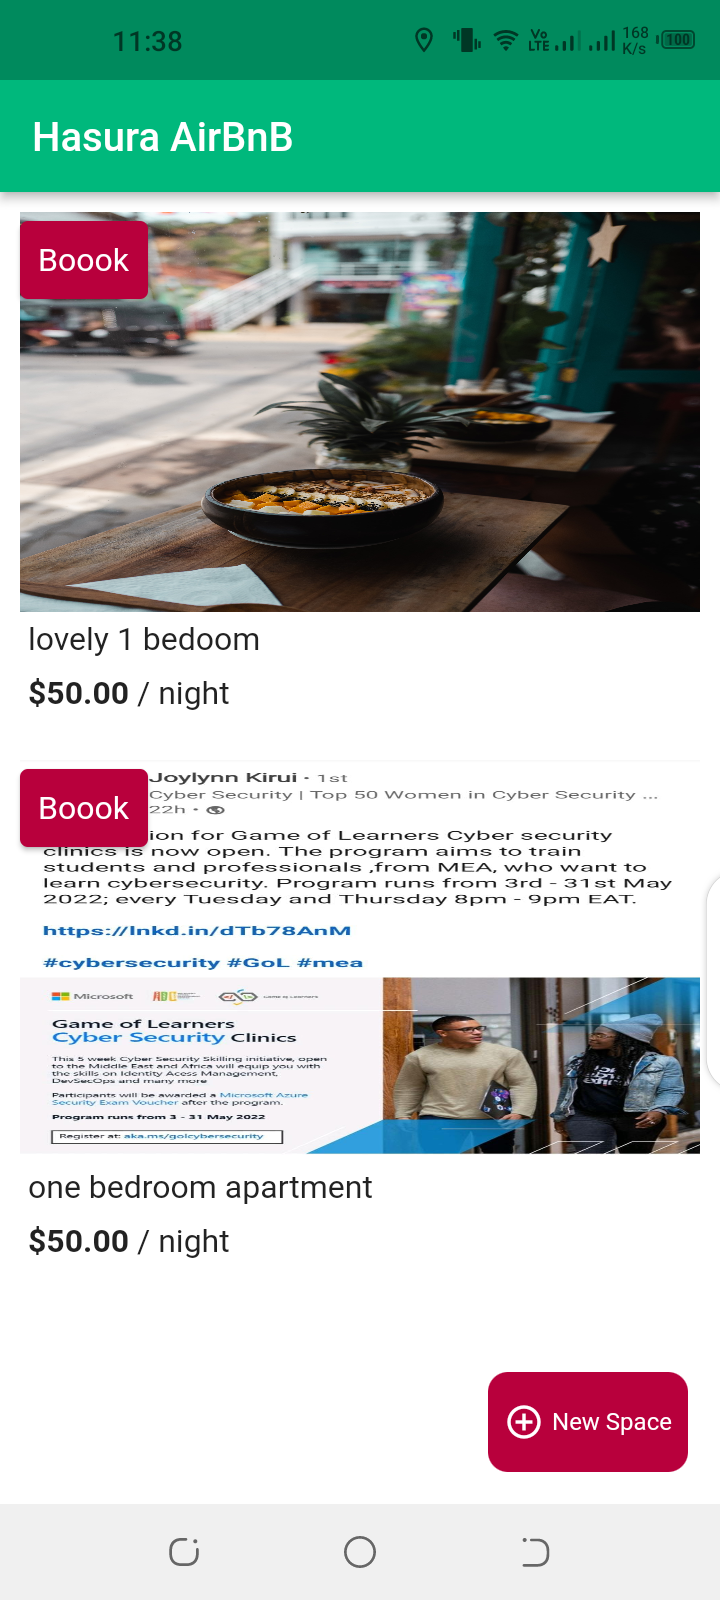 11:38
Vo LTE
168 K/s
100
Hasura AirBnB
Boook
lovely 1 bedoom
$50.00 / night
Boook
Joylynn Kirui • 1st
Cyber Security | Top 50 Women in Cyber Security ...
22h •
ion for Game of Learners Cyber security
clinics is now open. The program aims to train
students and professionals ,from MEA, who want to
learn cybersecurity. Program runs from 3rd - 31st May
2022; every Tuesday and Thursday 8pm - 9pm EAT.
https://lnkd.in/dTb78AnM
#cybersecurity #GoL #mea
Microsoft
Game of Learners
Game of Learners
Cyber Security Clinics
This 5 week Cyber Security Skilling initiative, open
to the Middle East and Africa will equip you with
the skills on Identity Acess Management,
DevSecOps and many more
Participants will be awarded a Microsoft Azure
Security Exam Voucher after the program.
Program runs from 3 - 31 May 2022
Register at: aka.ms/golcybersecurity
one bedroom apartment
$50.00 / night
New Space